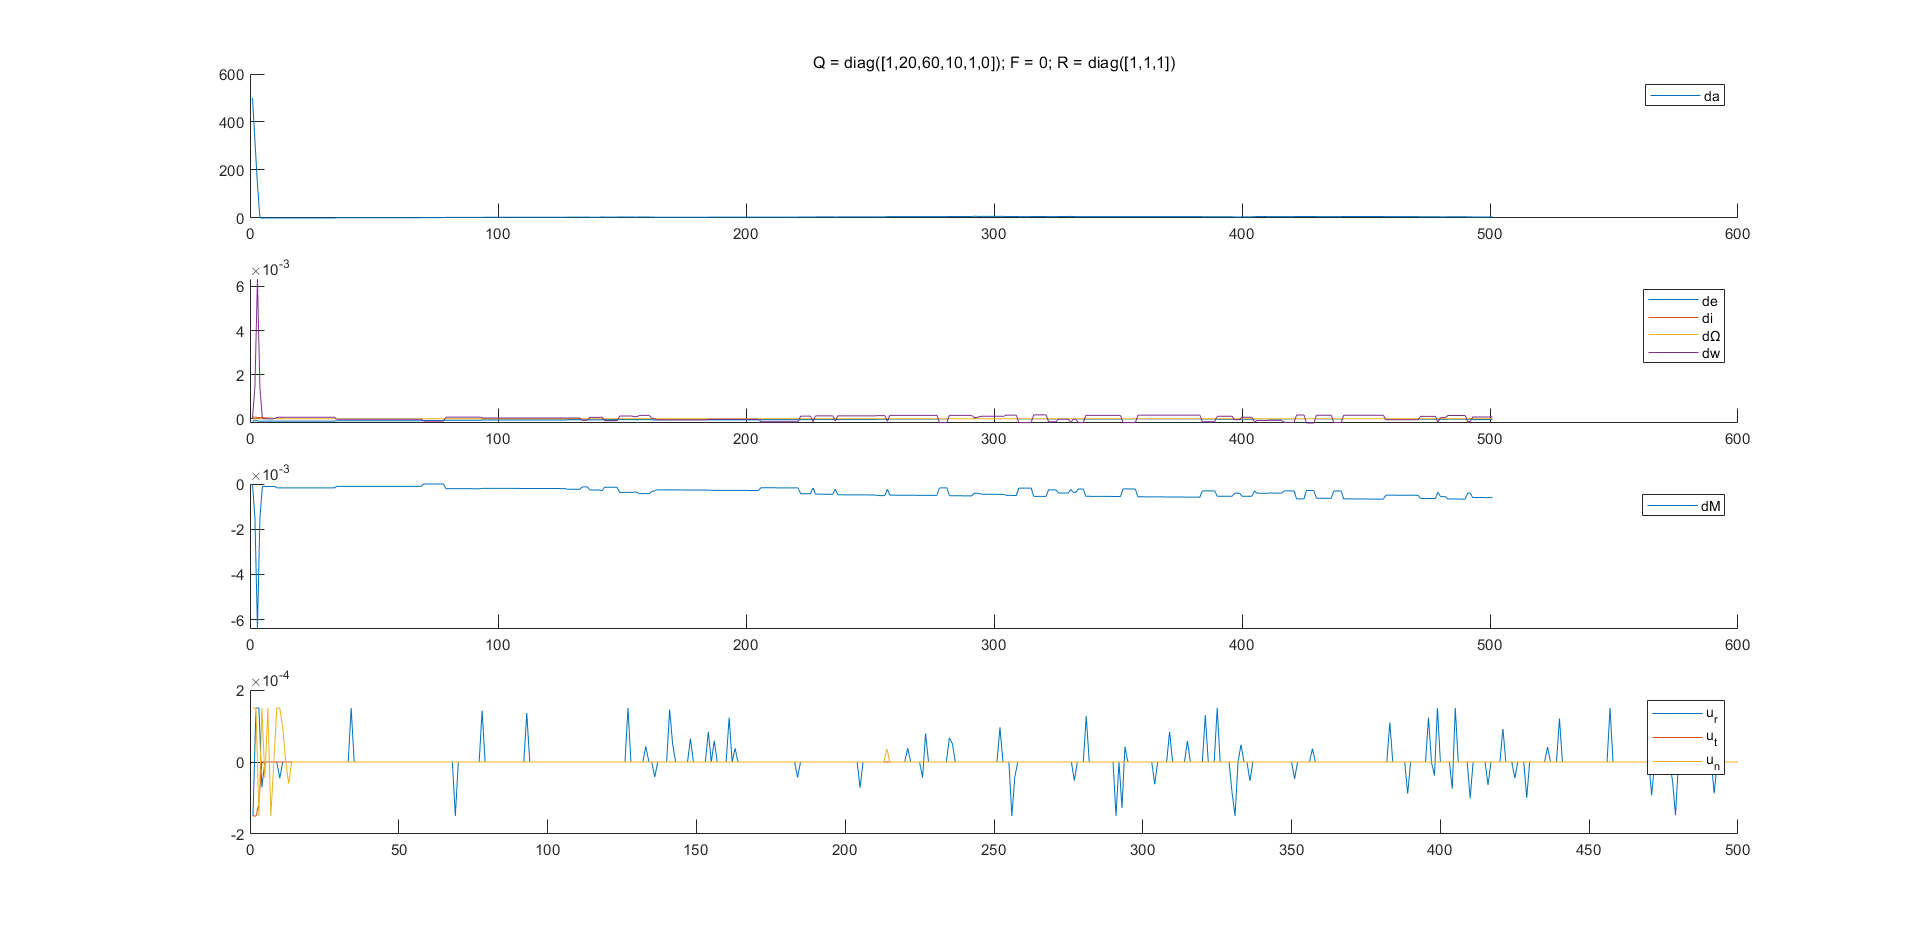 Q = diag([1,20,60,10,1,0]); F = 0; R = diag([1,1,1])
600
400
200
0
0 100 200 300 400 500 600
da
×10-3
6
4
2
0
0 100 200 300 400 500 600
de
di
dΩ
dw
×10-3
0
-2
-4
-6
0 100 200 300 400 500 600
dM
×10-4
2
0
-2
0 50 100 150 200 250 300 350 400 450 500
ur
ut
un